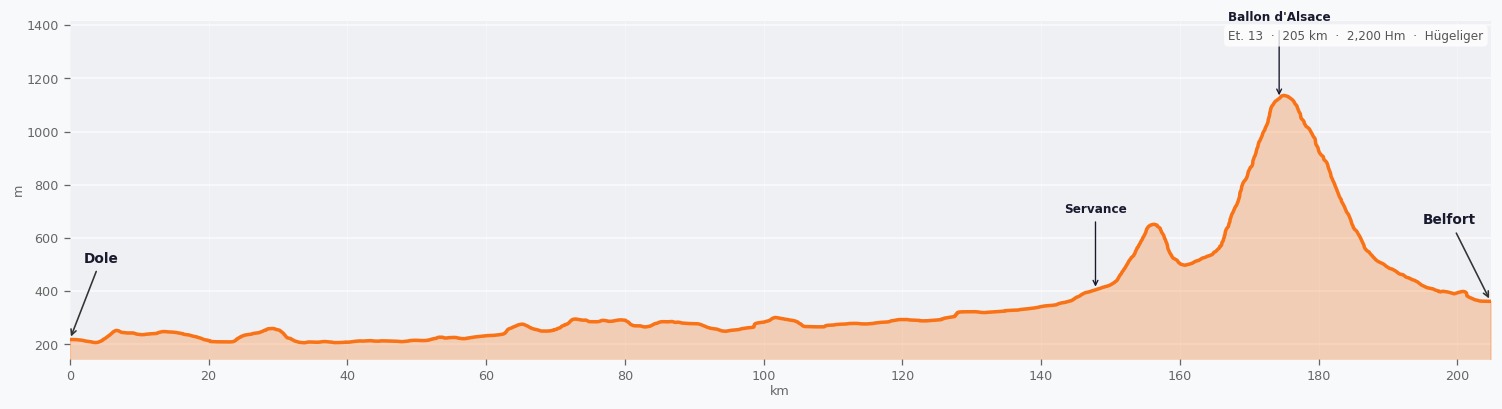 Ballon d'Alsace
Et. 13 · 205 km · 2,200 Hm · Hügeliger
1400
1200
1000
800
600
400
200
m
Servance
Belfort
Dole
0 20 40 60 80 100 120 140 160 180 200
km